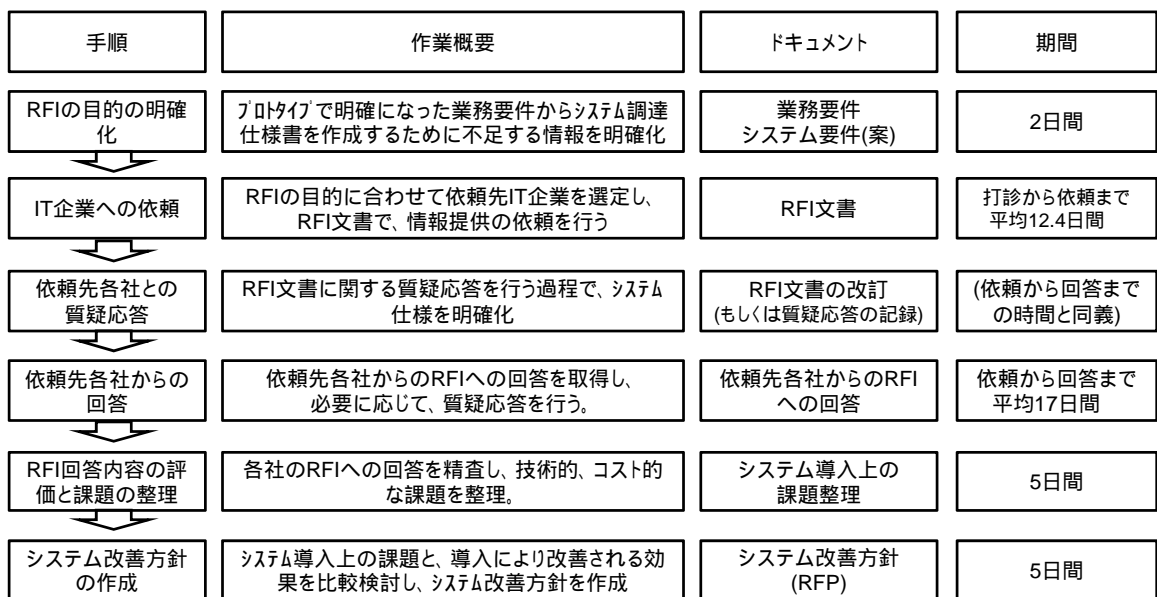 手順
作業概要
ドキュメント
期間
RFIの目的の明確
化
ﾌﾟﾛﾄﾀｲﾌﾟで明確になった業務要件からｼｽﾃﾑ調達
仕様書を作成するために不足する情報を明確化
業務要件
システム要件(案)
2日間
IT企業への依頼
RFIの目的に合わせて依頼先IT企業を選定し、
RFI文書で、情報提供の依頼を行う
RFI文書
打診から依頼まで
平均12.4日間
依頼先各社との
質疑応答
RFI文書に関する質疑応答を行う過程で、ｼｽﾃﾑ
仕様を明確化
RFI文書の改訂
(もしくは質疑応答の記録)
(依頼から回答まで
の時間と同義)
依頼先各社からの
回答
依頼先各社からのRFIへの回答を取得し、
必要に応じて、質疑応答を行う。
依頼先各社からのRFI
への回答
依頼から回答まで
平均17日間
RFI回答内容の評
価と課題の整理
各社のRFIへの回答を精査し、技術的、コスト的
な課題を整理。
システム導入上の
課題整理
5日間
システム改善方針
の作成
ｼｽﾃﾑ導入上の課題と、導入により改善される効
果を比較検討し、ｼｽﾃﾑ改善方針を作成
システム改善方針
(RFP)
5日間